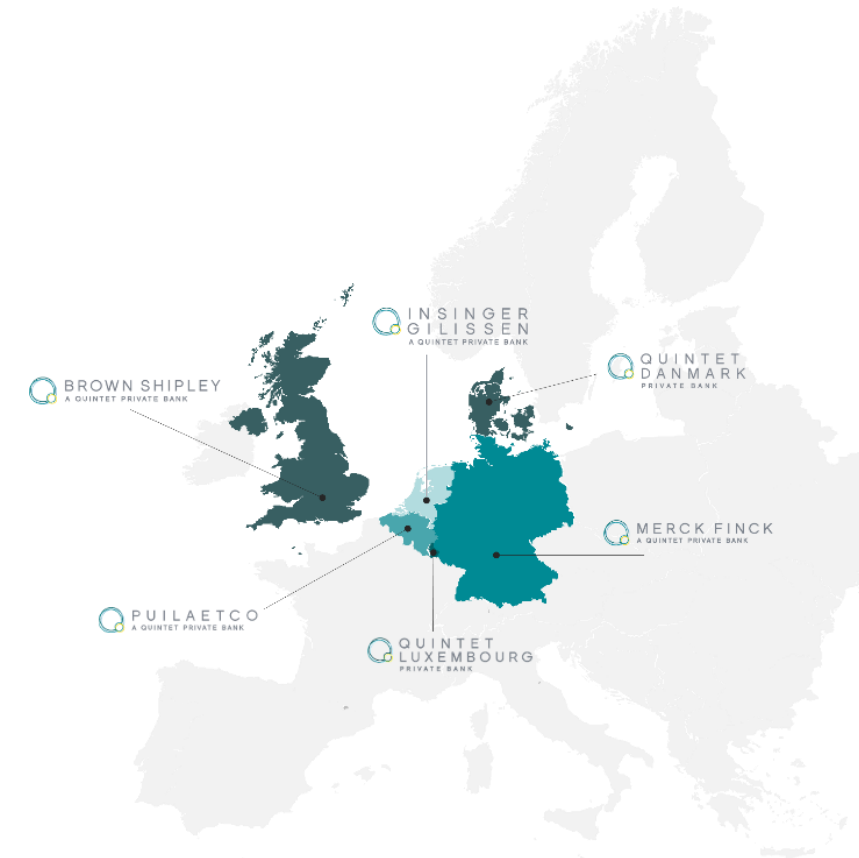 INSINGER
GILISSEN
A QUINTET PRIVATE BANK
QUINTET
DANMARK
PRIVATE BANK
BROWN SHIPLEY
A QUINTET PRIVATE BANK
MERCK FINCK
A QUINTET PRIVATE BANK
PUILAETCO
A QUINTET PRIVATE BANK
QUINTET
LUXEMBOURG
PRIVATE BANK